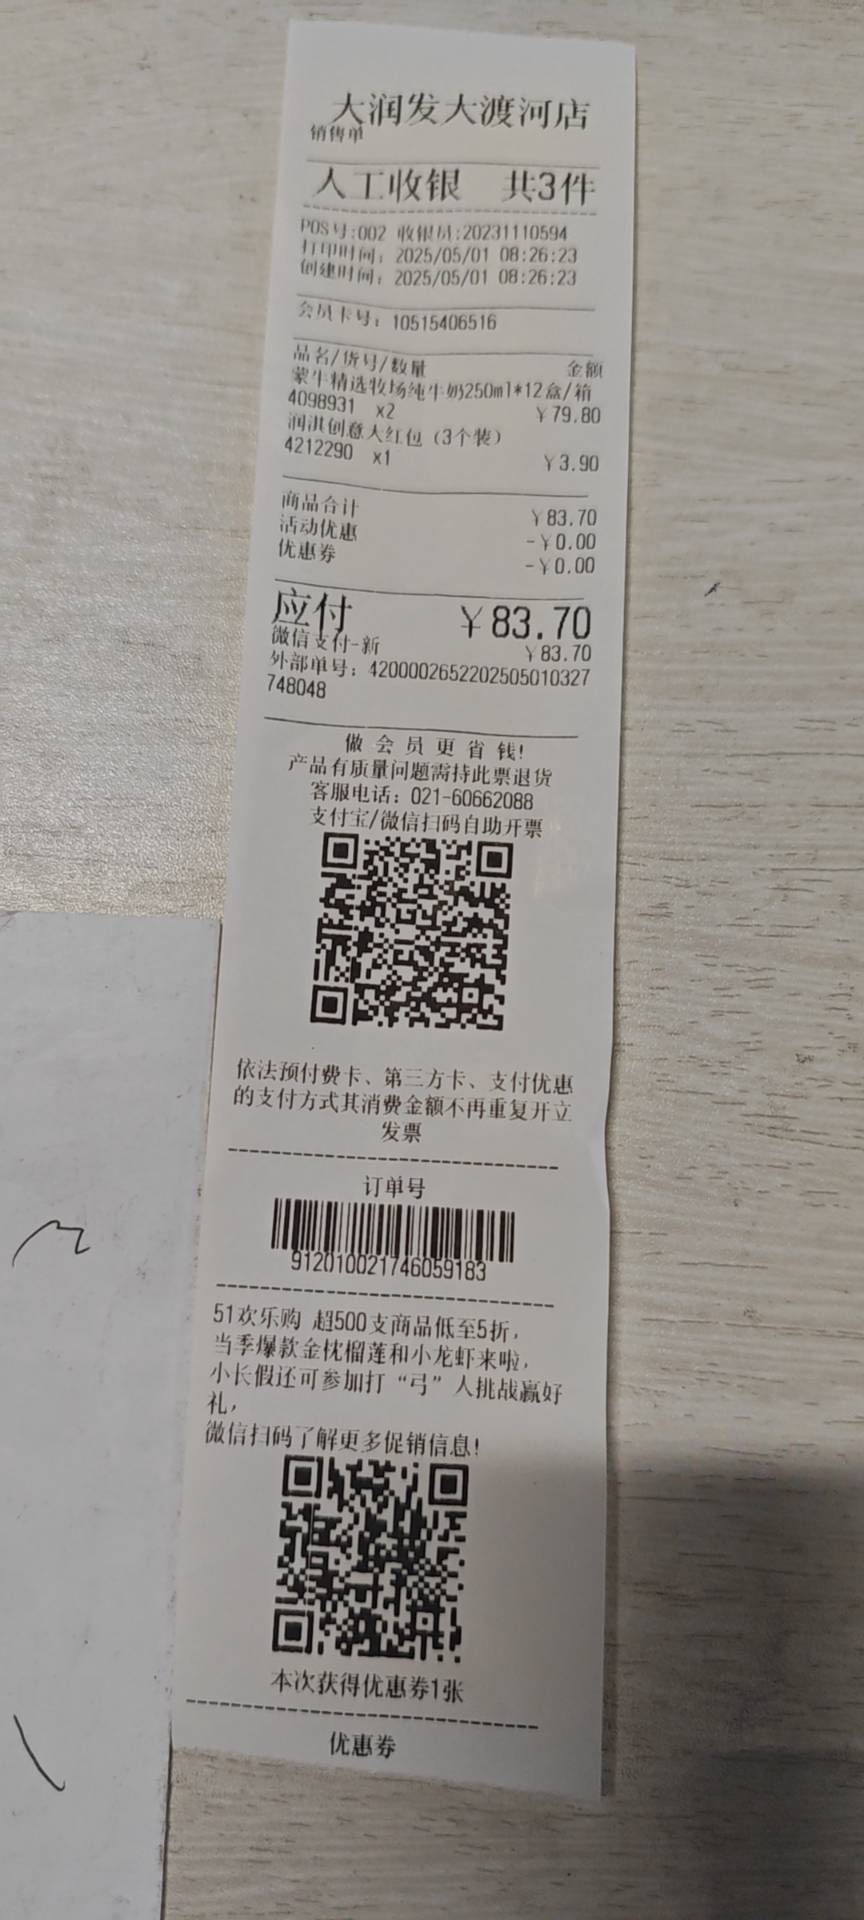 大润发大渡河店
销售单
人工收银 共3件
POS号:002 收银员:20231110594
打印时间: 2025/05/01 08:26:23
创建时间: 2025/05/01 08:26:23
会员卡号: 10515406516
品名/货号/数量 金额
蒙牛精选牧场纯牛奶250ml*12盒/箱
4098931 x2 ￥79.80
润淇创意大红包（3个装）
4212290 x1 ￥3.90
商品合计 ￥83.70
活动优惠 -￥0.00
优惠券 -￥0.00
应付 ￥83.70
微信支付-新 ￥83.70
外部单号: 4200002652202505010327
748048
做会员更省钱!
产品有质量问题需持此票退货
客服电话: 021-60662088
支付宝/微信扫码自助开票
依法预付费卡、第三方卡、支付优惠
的支付方式其消费金额不再重复开立
发票
订单号
912010021746059183
51欢乐购 超500支商品低至5折,
当季爆款金枕榴莲和小龙虾来啦,
小长假还可参加打“弓”人挑战赢好
礼,
微信扫码了解更多促销信息!
本次获得优惠券1张
优惠券